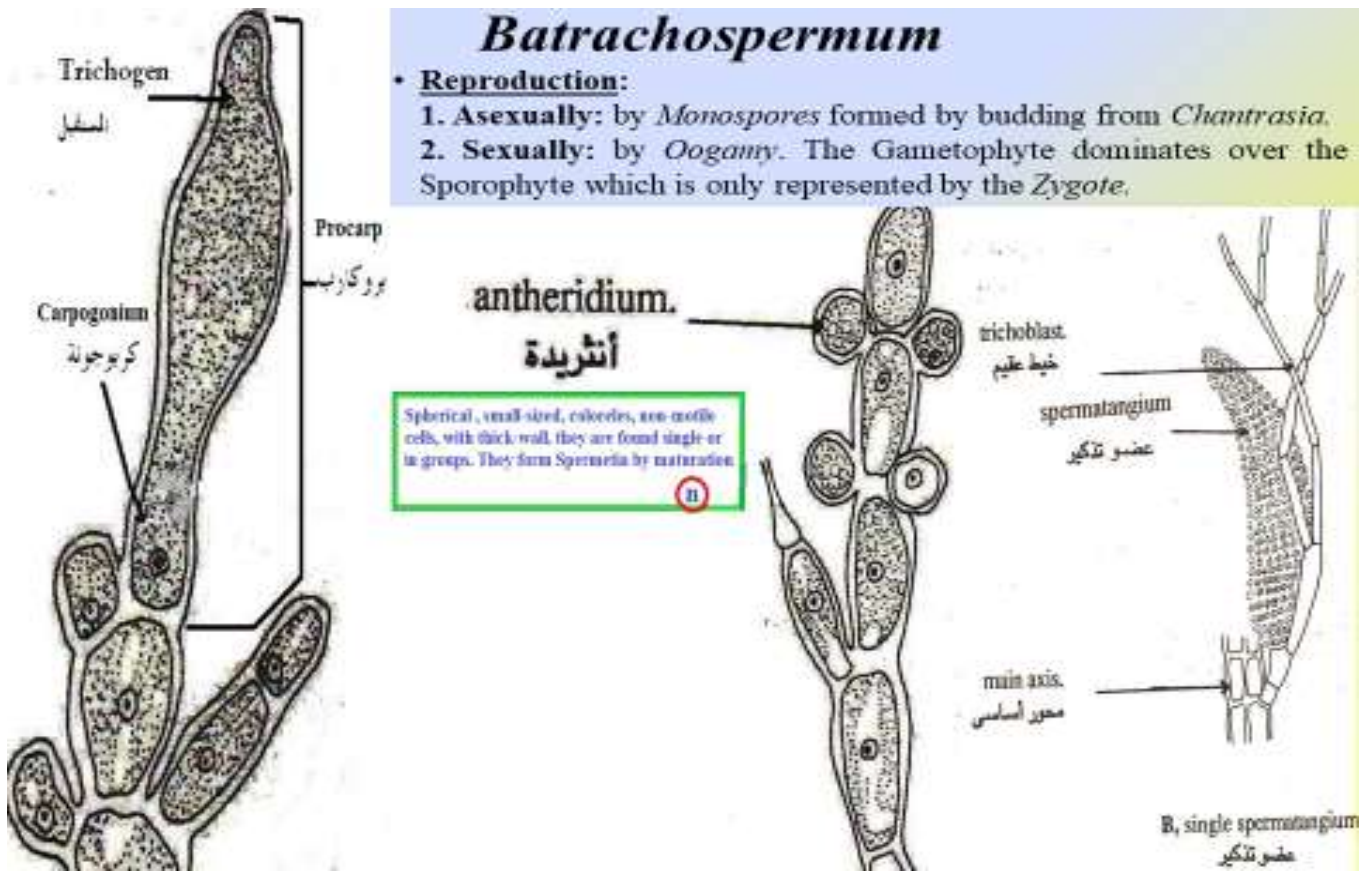 Batrachospermum
• Reproduction:
1. Asexually: by Monospores formed by budding from Chantrasia.
2. Sexually: by Oogamy. The Gametophyte dominates over the
Sporophyte which is only represented by the Zygote.
Trichogen
Procarp
بروكارب
Carpogonium
كربوجونة
antheridium.
أنثريدة
Spherical, small-sized, colorles, non-motile
cells, with thick wall, they are found single or
in groups. They form Spermetia by maturation
n
trichoblast.
خيط عقيم
spermatangium
عضو تذكير
main axis.
محور أساسى
B, single spermatangium
عضو تذكير